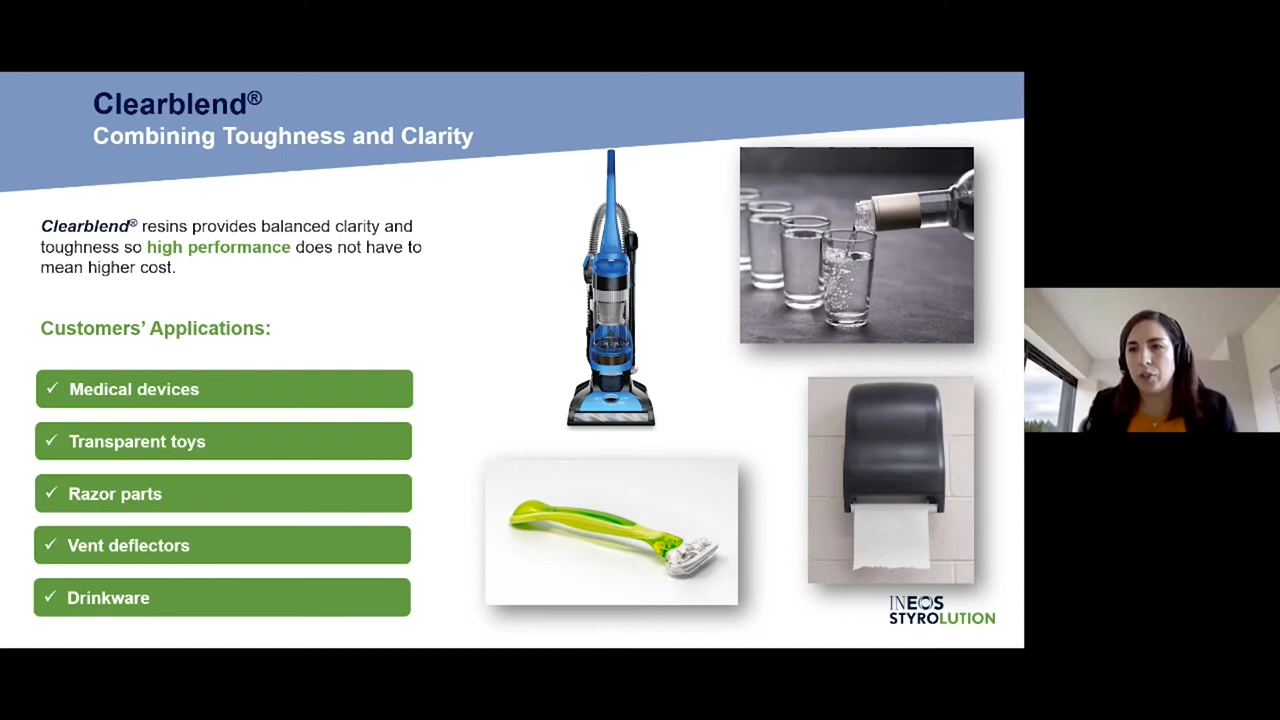 Clearblend®
Combining Toughness and Clarity
Clearblend® resins provides balanced clarity and
toughness so high performance does not have to
mean higher cost.
Customers’ Applications:
✓ Medical devices
✓ Transparent toys
✓ Razor parts
✓ Vent deflectors
✓ Drinkware
INEOS
STYROLUTION